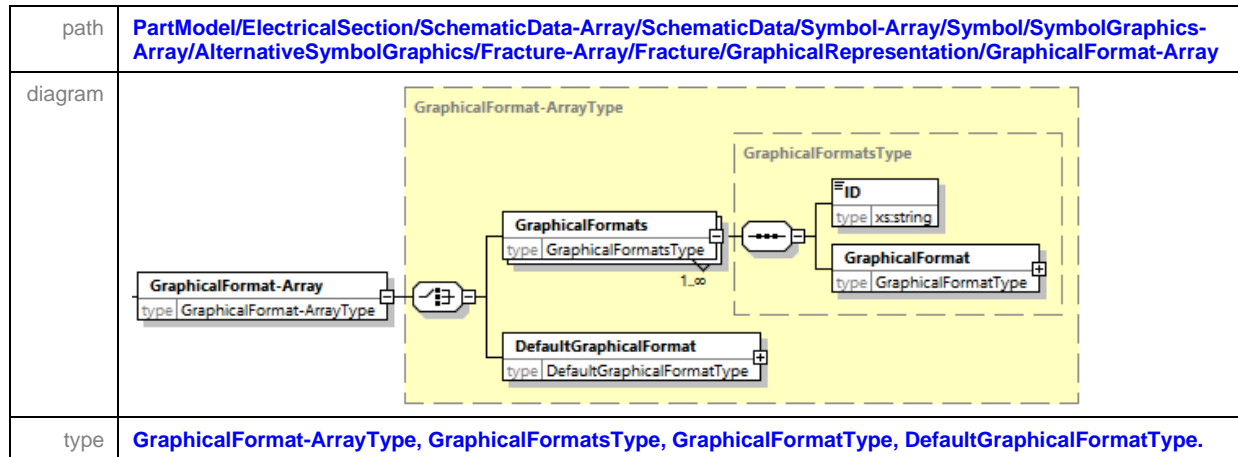 path
PartModel/ElectricalSection/SchematicData-Array/SchematicData/Symbol-Array/Symbol/SymbolGraphics-
Array/AlternativeSymbolGraphics/Fracture-Array/Fracture/GraphicalRepresentation/GraphicalFormat-Array
diagram
GraphicalFormat-ArrayType
GraphicalFormatsType
ID
type xs:string
GraphicalFormats
type GraphicalFormatsType
1..∞
GraphicalFormat
type GraphicalFormatType
GraphicalFormat-Array
type GraphicalFormat-ArrayType
DefaultGraphicalFormat
type DefaultGraphicalFormatType
type
GraphicalFormat-ArrayType, GraphicalFormatsType, GraphicalFormatType, DefaultGraphicalFormatType.